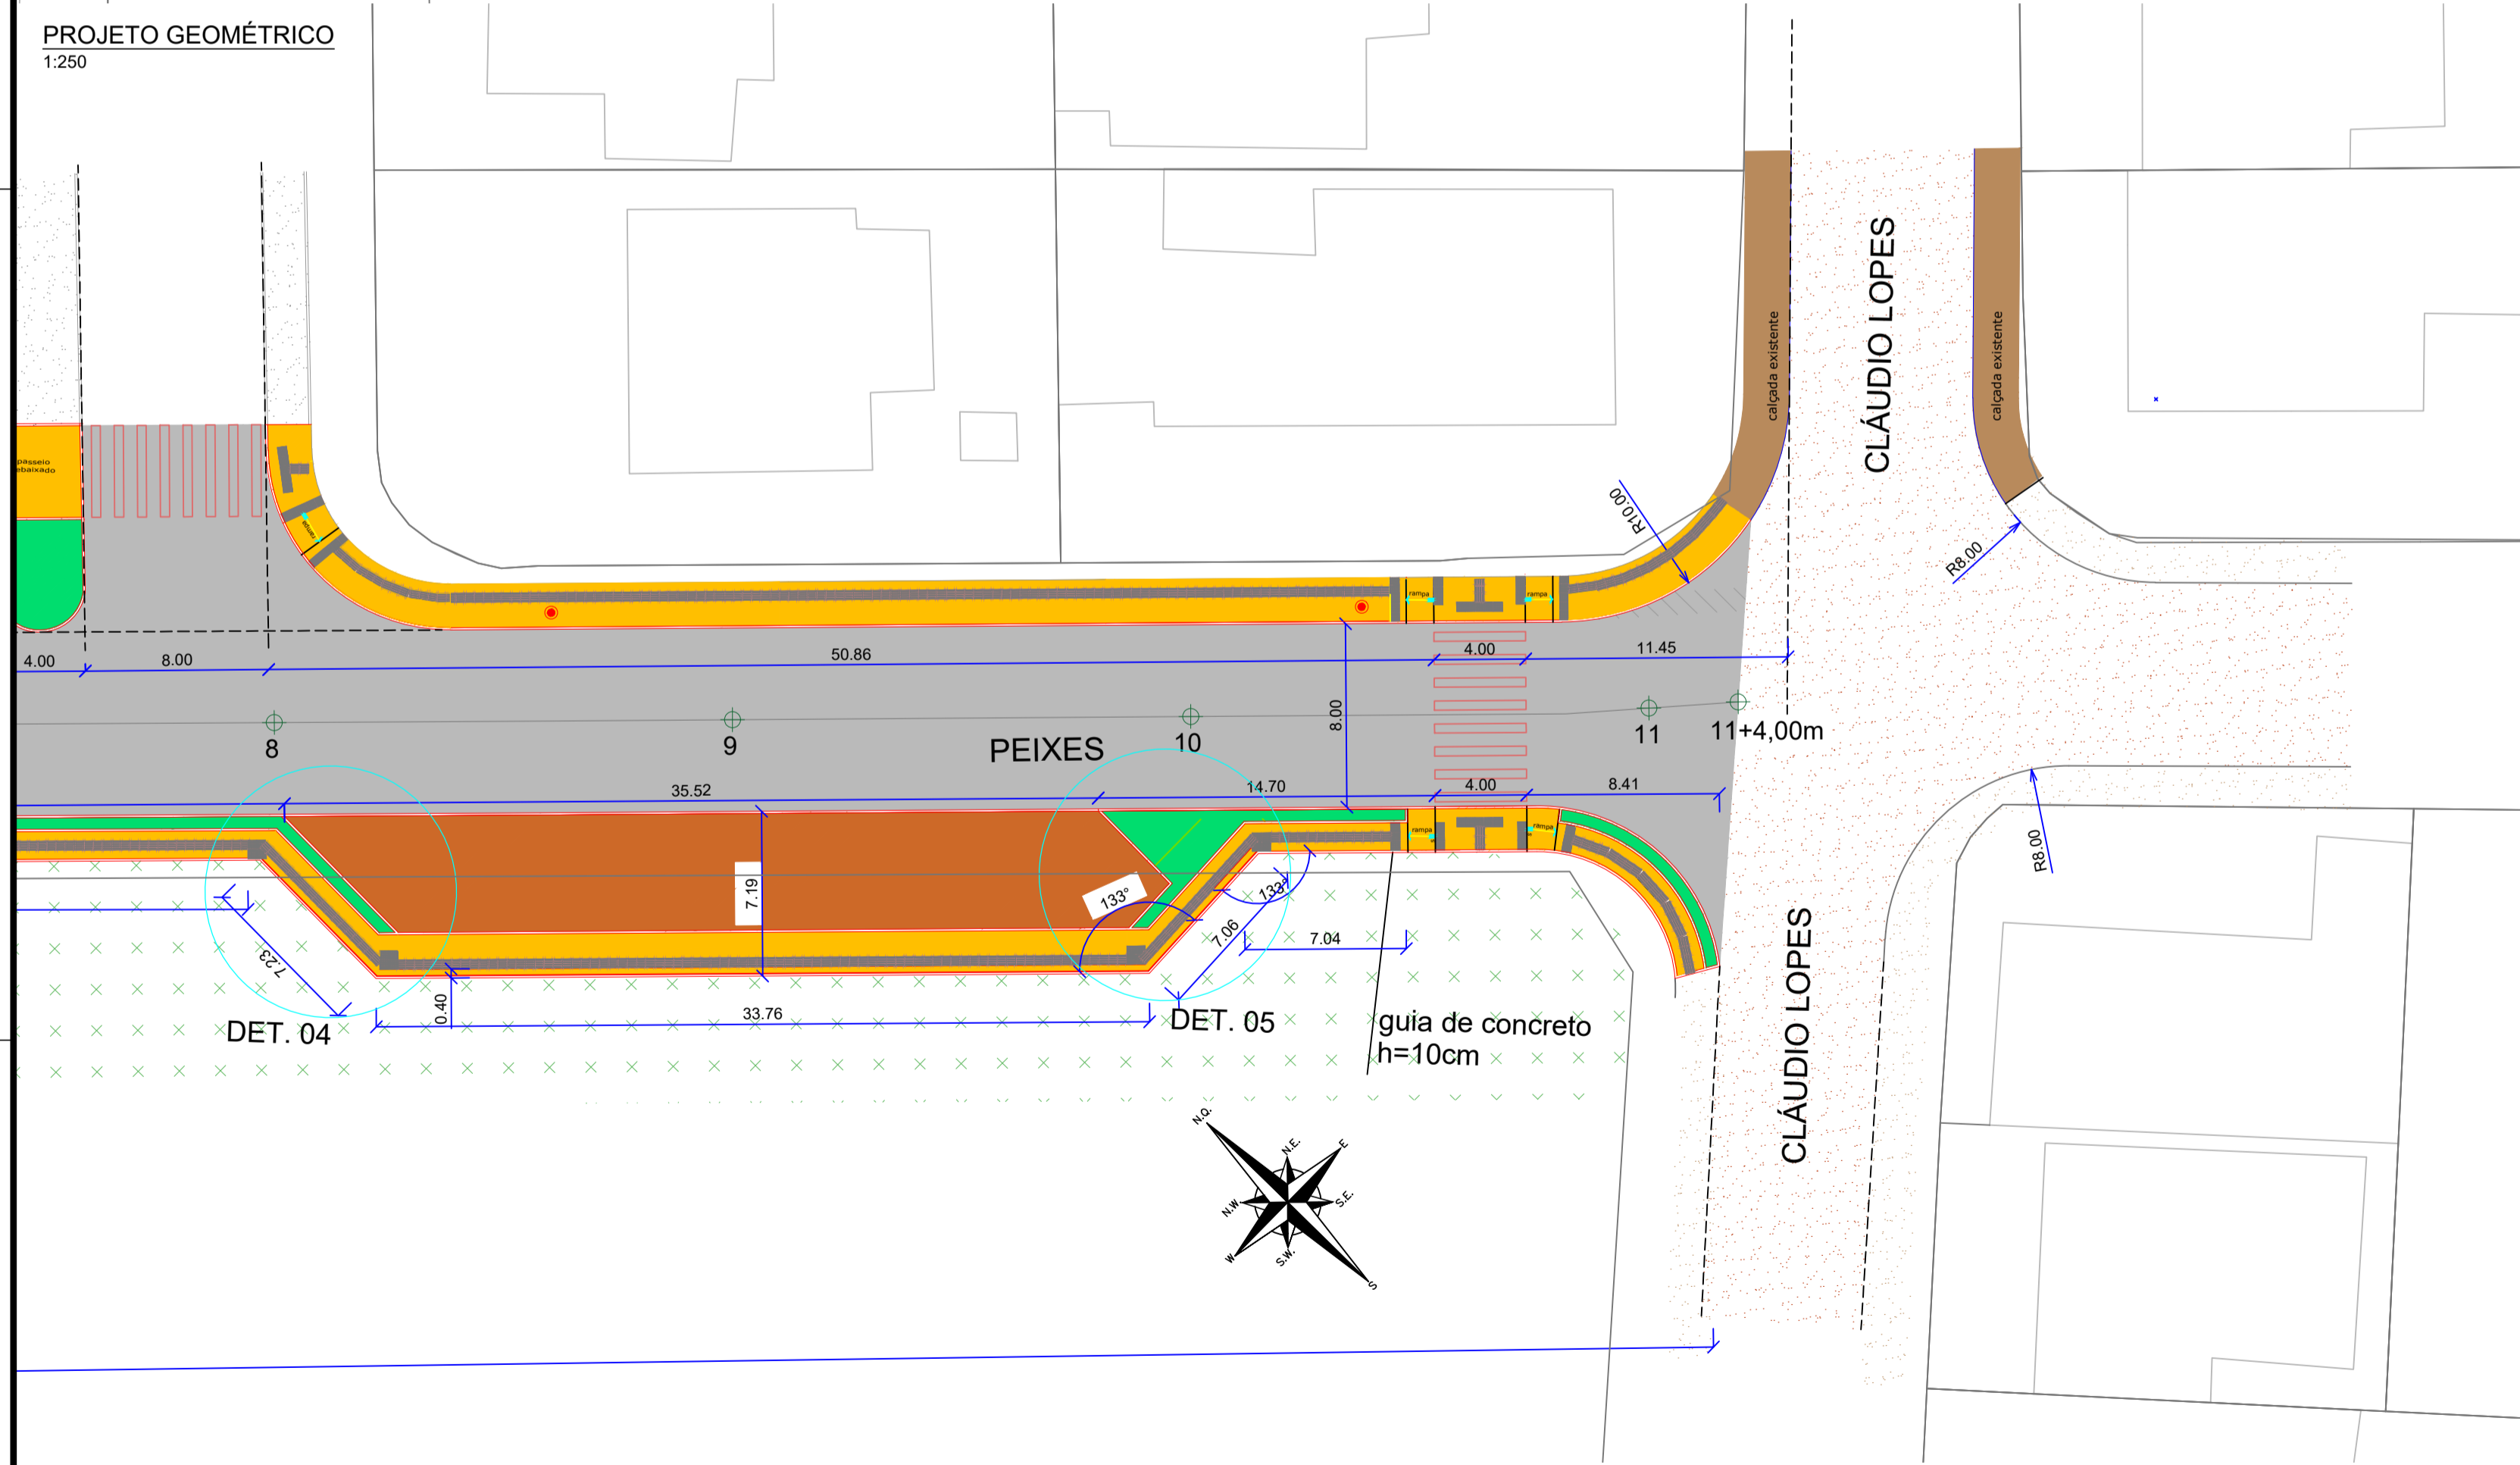 PROJETO GEOMÉTRICO
1:250
CLÁUDIO LOPES
calçada existente
calçada existente
passeio
ebaixado
rampa
R10.00
R8.00
rampa
rampa
4.00
8.00
50.86
4.00
11.45
8.00
8
9
10
11
11+4,00m
PEIXES
35.52
14.70
4.00
8.41
rampa
rampa
R8.00
7.19
133°
133°
7.23
7.06
7.04
0.40
33.76
DET. 04
DET. 05
guia de concreto
h=10cm
CLÁUDIO LOPES
N.Q.
N.E.
E
N.W
S.E.
W
S.W.
S